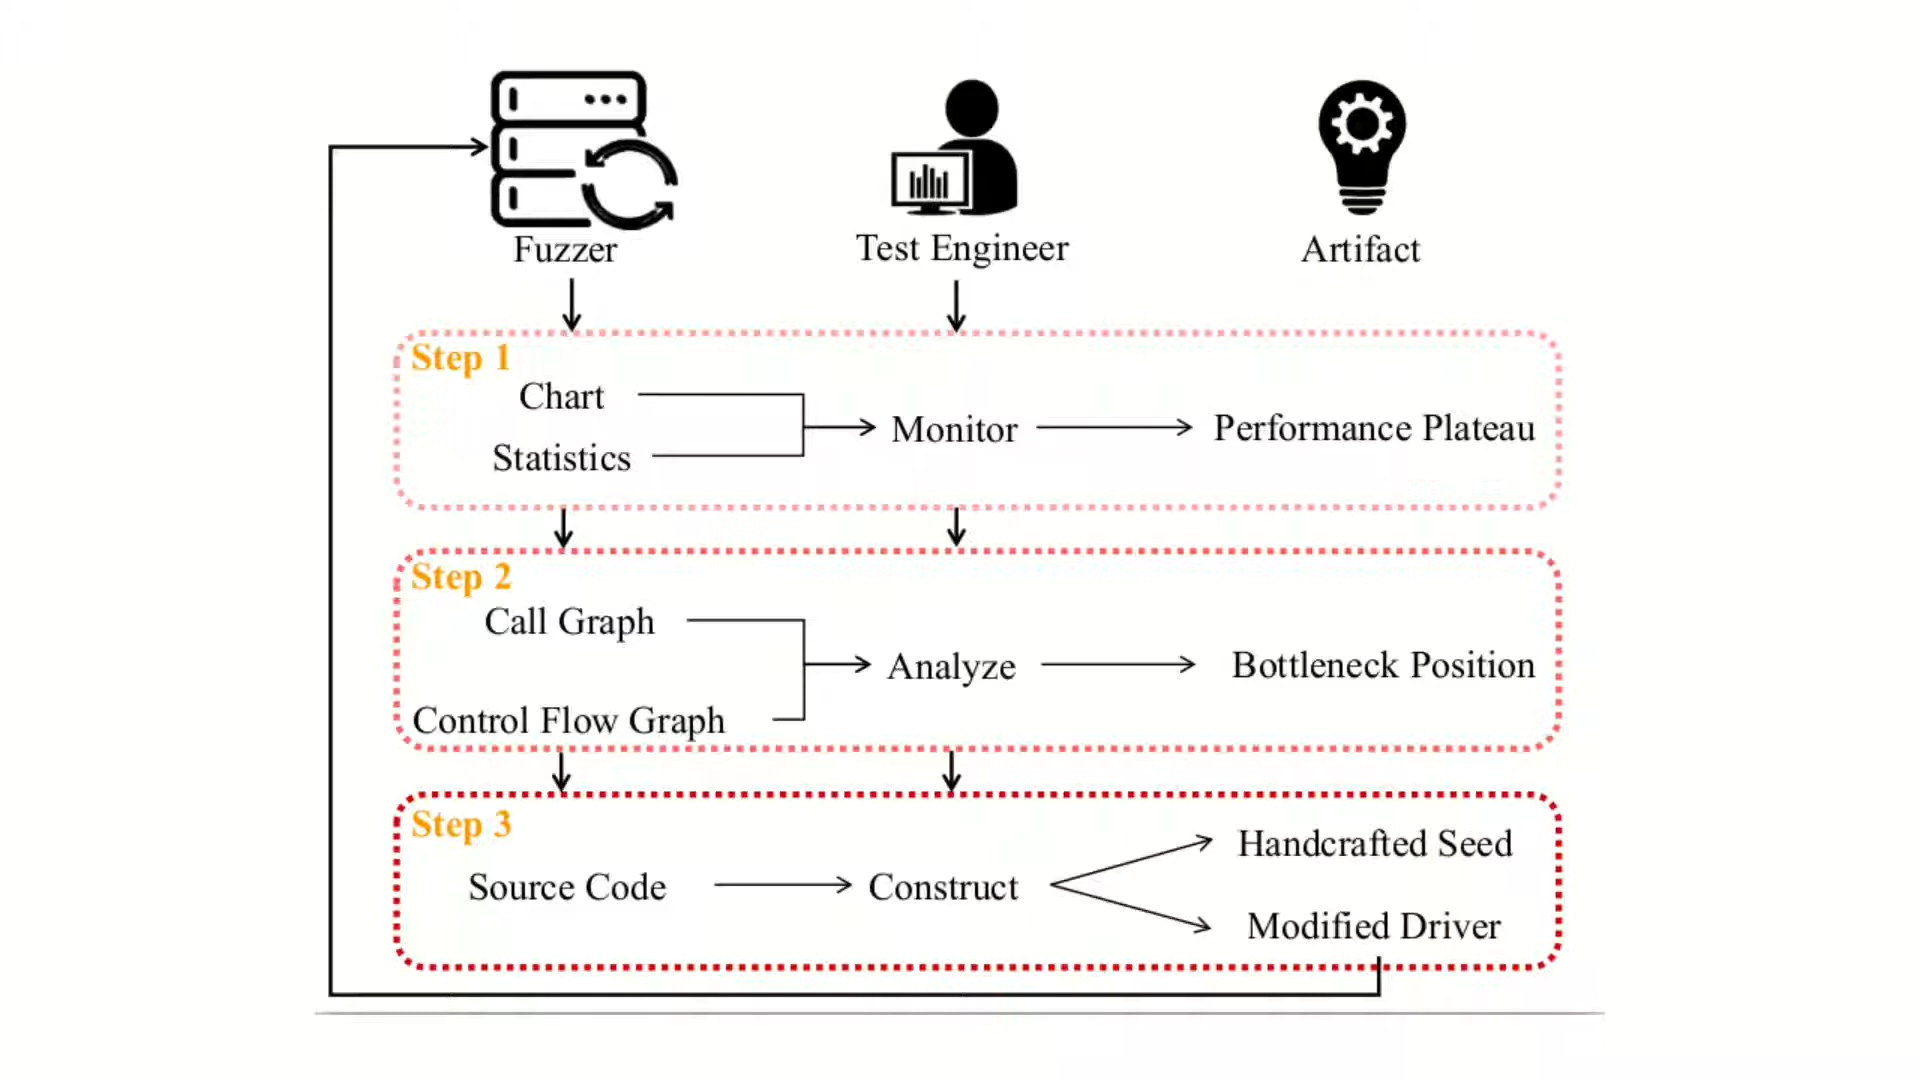 Fuzzer
Test Engineer
Artifact
Step 1
Chart
Statistics
Monitor
Performance Plateau
Step 2
Call Graph
Control Flow Graph
Analyze
Bottleneck Position
Step 3
Source Code
Construct
Handcrafted Seed
Modified Driver